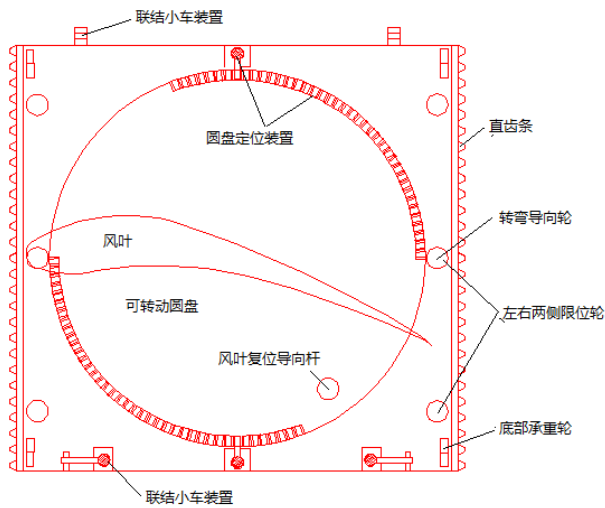 联结小车装置
圆盘定位装置
直齿条
转弯导向轮
风叶
可转动圆盘
左右两侧限位轮
风叶复位导向杆
底部承重轮
联结小车装置